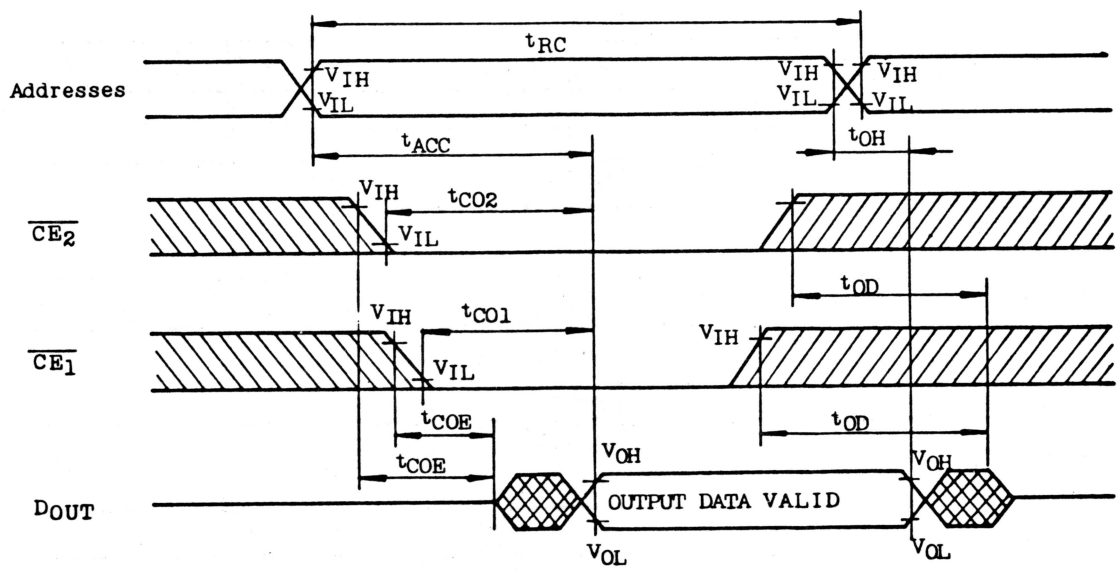 tRC
Addresses
VIH
VIL
VIH
VIL
VIH
VIL
tACC
tOH
CE2
VIH
VIL
tCO2
tOD
CE1
VIH
VIL
tCO1
VIH
tCOE
tCOE
tOD
DOUT
VOH
VOL
OUTPUT DATA VALID
VOH
VOL